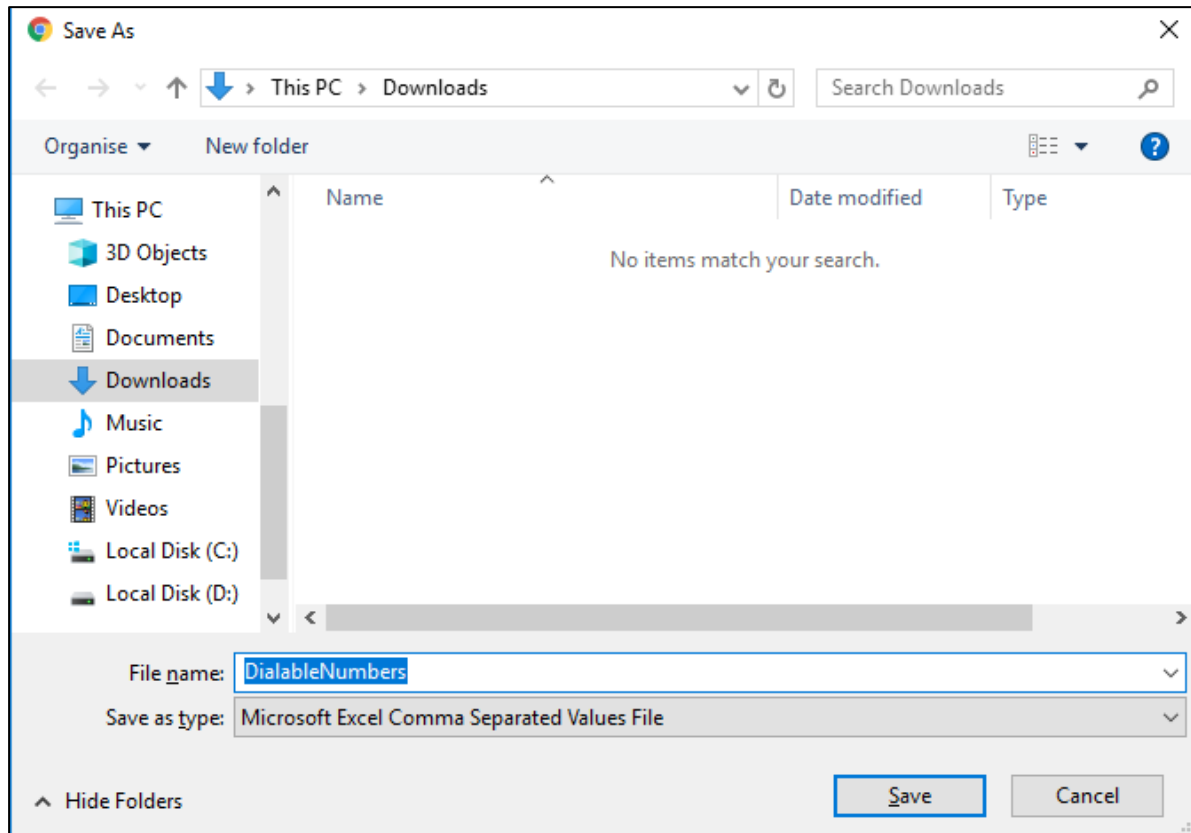 Save As
This PC > Downloads
Search Downloads
Organise
New folder
?
Name
Date modified
Type
This PC
3D Objects
Desktop
Documents
Downloads
Music
Pictures
Videos
Local Disk (C:)
Local Disk (D:)
No items match your search.
File name: DialableNumbers
Save as type: Microsoft Excel Comma Separated Values File
Hide Folders
Save
Cancel